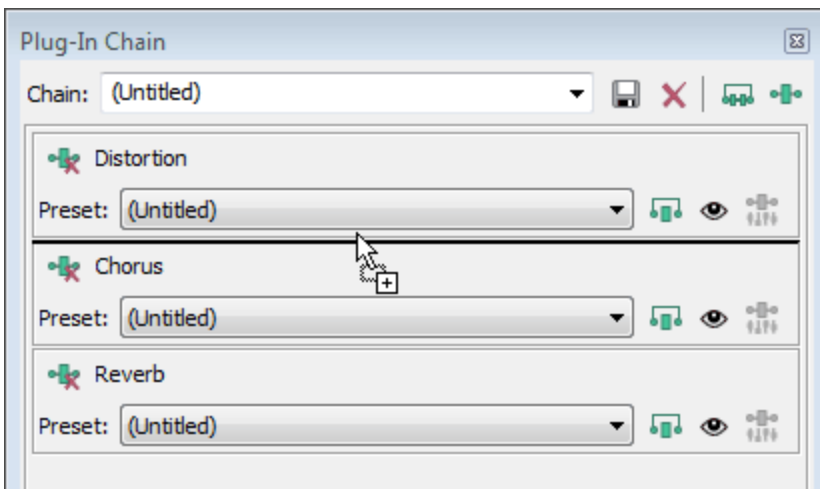 Plug-In Chain
Chain: (Untitled)
Distortion
Preset: (Untitled)
Chorus
Preset: (Untitled)
Reverb
Preset: (Untitled)